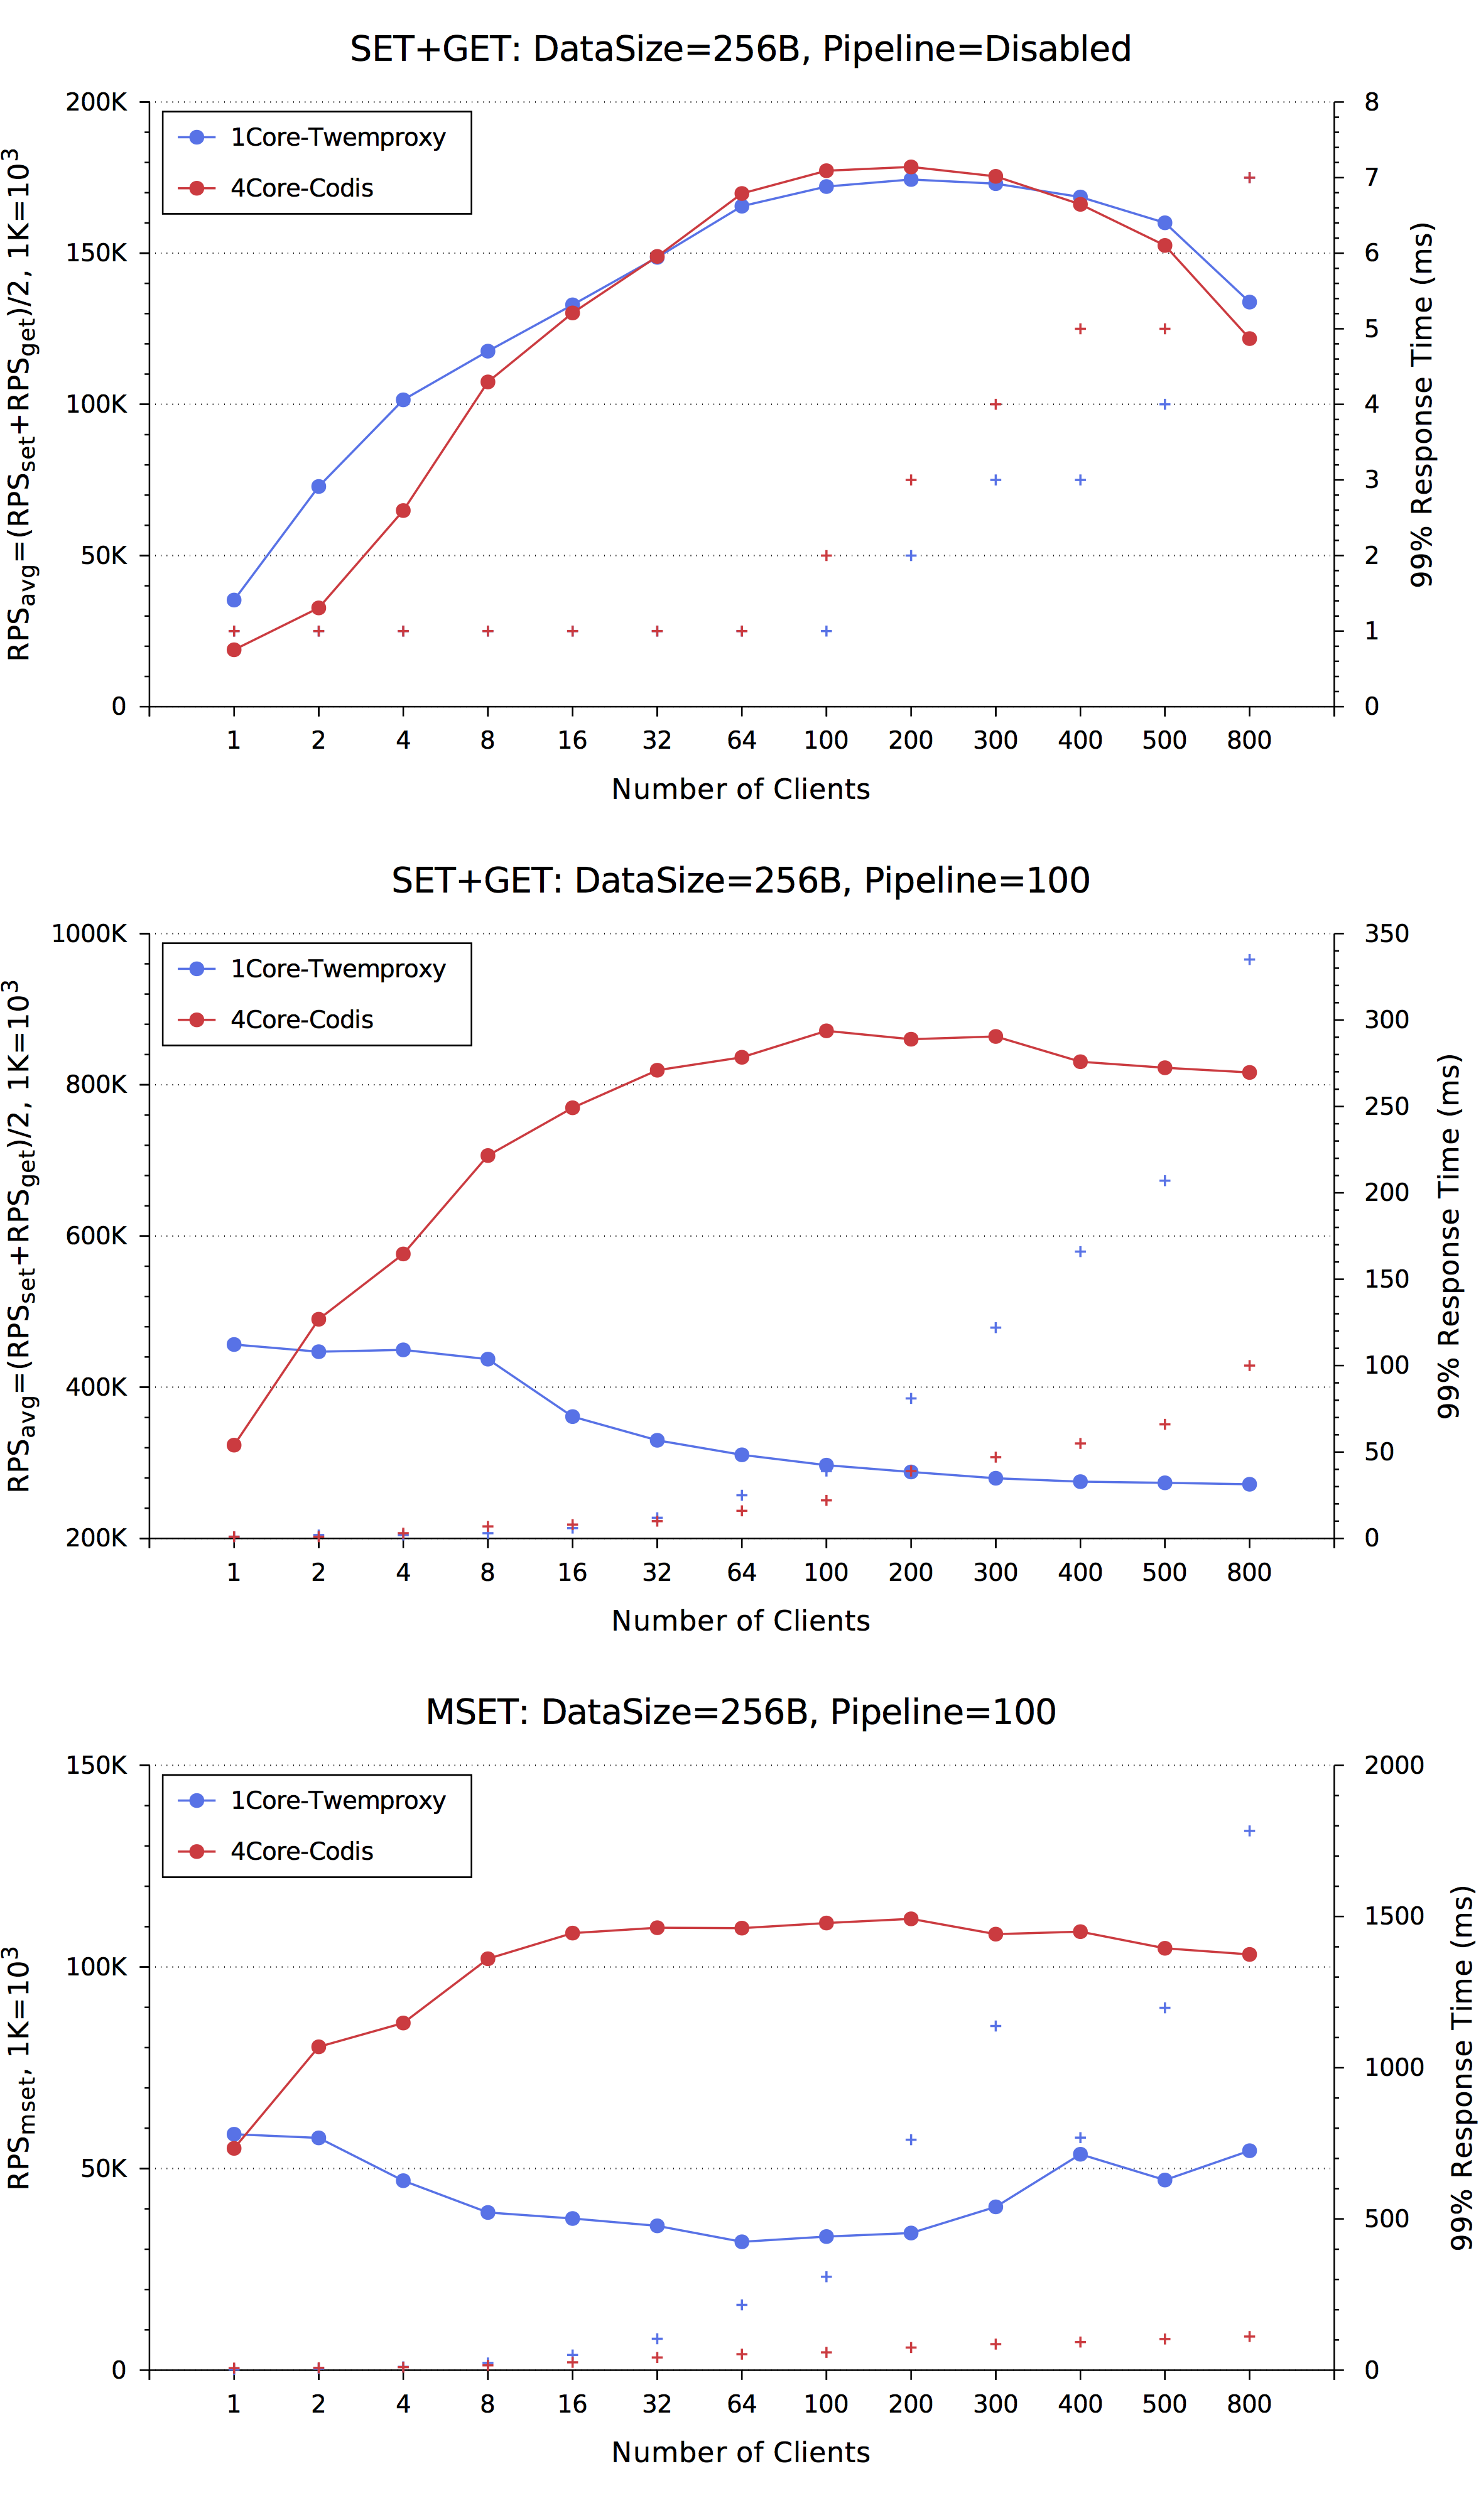 SET+GET: DataSize=256B, Pipeline=Disabled
200K
150K
100K
50K
0
RPSavg=(RPSset+RPSget)/2, 1K=10³
1Core-Twemproxy
4Core-Codis
8
7
6
5
4
3
2
1
0
99% Response Time (ms)
1 2 4 8 16 32 64 100 200 300 400 500 800
Number of Clients
SET+GET: DataSize=256B, Pipeline=100
1000K
800K
600K
400K
200K
RPSavg=(RPSset+RPSget)/2, 1K=10³
1Core-Twemproxy
4Core-Codis
350
300
250
200
150
100
50
0
99% Response Time (ms)
1 2 4 8 16 32 64 100 200 300 400 500 800
Number of Clients
MSET: DataSize=256B, Pipeline=100
150K
100K
50K
0
RPSmset, 1K=10³
1Core-Twemproxy
4Core-Codis
2000
1500
1000
500
0
99% Response Time (ms)
1 2 4 8 16 32 64 100 200 300 400 500 800
Number of Clients